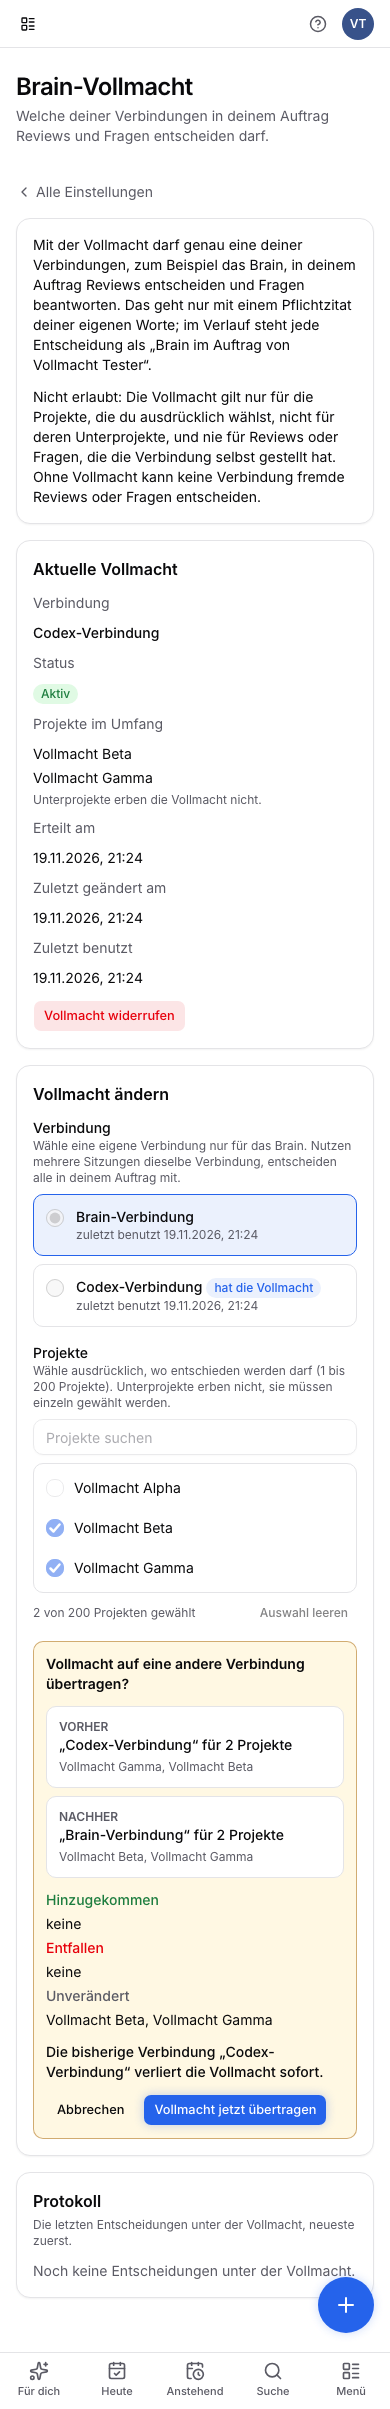 VT
Brain-Vollmacht
Welche deiner Verbindungen in deinem Auftrag
Reviews und Fragen entscheiden darf.
Alle Einstellungen
Mit der Vollmacht darf genau eine deiner
Verbindungen, zum Beispiel das Brain, in deinem
Auftrag Reviews entscheiden und Fragen
beantworten. Das geht nur mit einem Pflichtzitat
deiner eigenen Worte; im Verlauf steht jede
Entscheidung als „Brain im Auftrag von
Vollmacht Tester“.
Nicht erlaubt: Die Vollmacht gilt nur für die
Projekte, die du ausdrücklich wählst, nicht für
deren Unterprojekte, und nie für Reviews oder
Fragen, die die Verbindung selbst gestellt hat.
Ohne Vollmacht kann keine Verbindung fremde
Reviews oder Fragen entscheiden.
Aktuelle Vollmacht
Verbindung
Codex-Verbindung
Status
Aktiv
Projekte im Umfang
Vollmacht Beta
Vollmacht Gamma
Unterprojekte erben die Vollmacht nicht.
Erteilt am
19.11.2026, 21:24
Zuletzt geändert am
19.11.2026, 21:24
Zuletzt benutzt
19.11.2026, 21:24
Vollmacht widerrufen
Vollmacht ändern
Verbindung
Wähle eine eigene Verbindung nur für das Brain. Nutzen
mehrere Sitzungen dieselbe Verbindung, entscheiden
alle in deinem Auftrag mit.
Brain-Verbindung
zuletzt benutzt 19.11.2026, 21:24
Codex-Verbindung hat die Vollmacht
zuletzt benutzt 19.11.2026, 21:24
Projekte
Wähle ausdrücklich, wo entschieden werden darf (1 bis
200 Projekte). Unterprojekte erben nicht, sie müssen
einzeln gewählt werden.
Projekte suchen
Vollmacht Alpha
Vollmacht Beta
Vollmacht Gamma
2 von 200 Projekten gewählt Auswahl leeren
Vollmacht auf eine andere Verbindung
übertragen?
VORHER
„Codex-Verbindung“ für 2 Projekte
Vollmacht Gamma, Vollmacht Beta
NACHHER
„Brain-Verbindung“ für 2 Projekte
Vollmacht Beta, Vollmacht Gamma
Hinzugekommen
keine
Entfallen
keine
Unverändert
Vollmacht Beta, Vollmacht Gamma
Die bisherige Verbindung „Codex-
Verbindung“ verliert die Vollmacht sofort.
Abbrechen Vollmacht jetzt übertragen
Protokoll
Die letzten Entscheidungen unter der Vollmacht, neueste
zuerst.
Noch keine Entscheidungen unter der Vollmacht.
Für dich Heute Anstehend Suche Menü